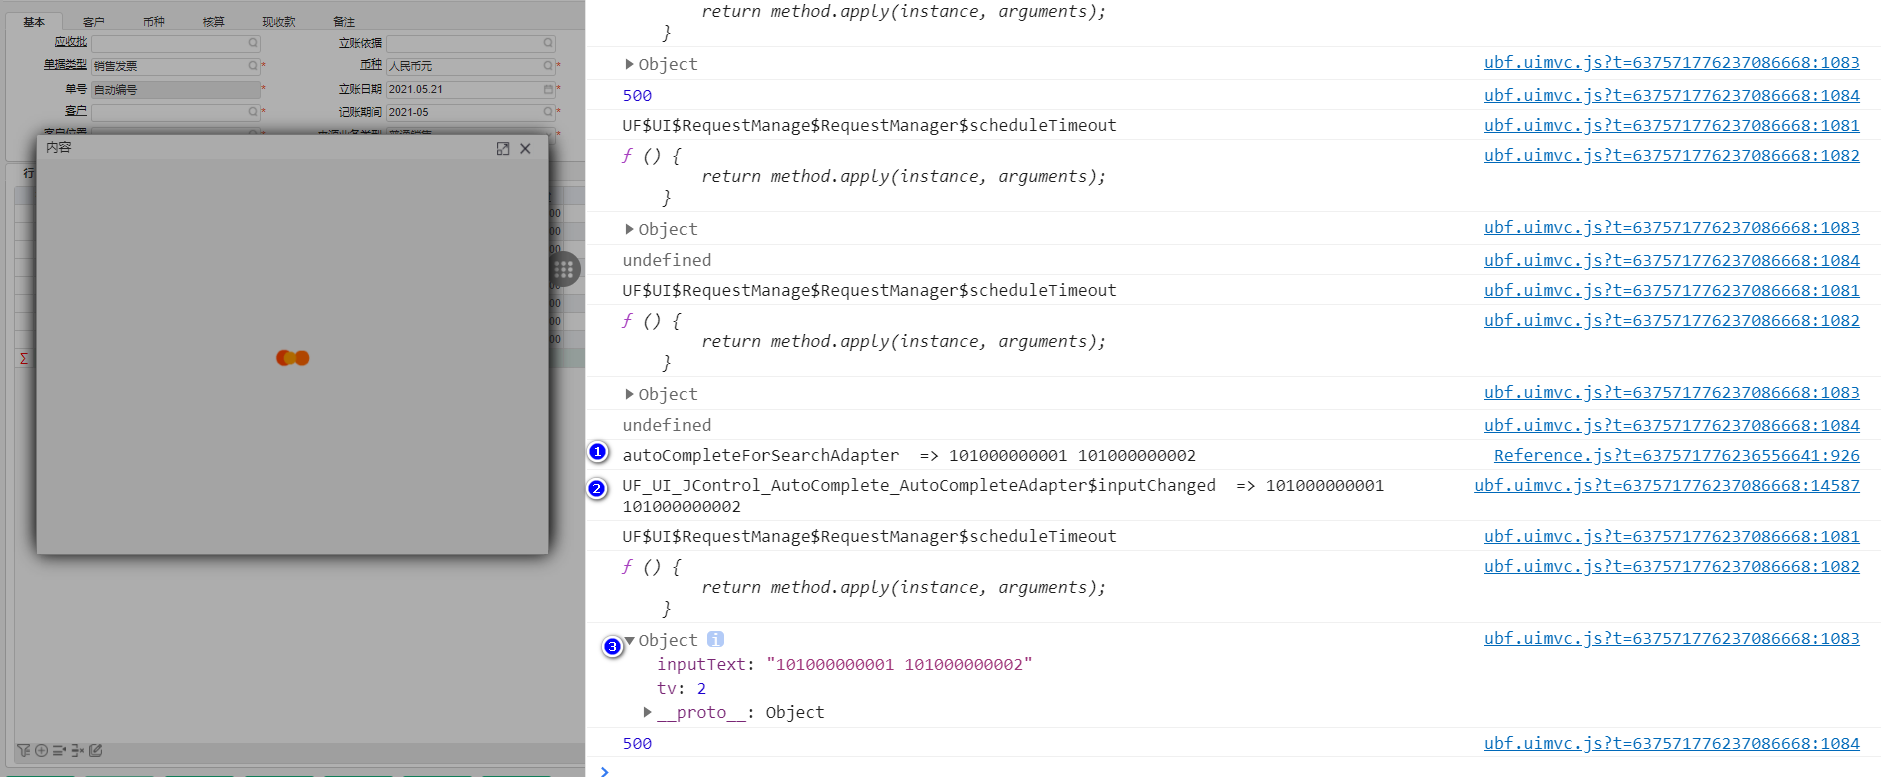 基本 客户 币种 核算 现收款 备注
应收批 立账依据
单据类型 销售发票 * 币种 人民币元 *
单号 自动编号 * 立账日期 2021.05.21 *
客户 * 记账期间 2021-05 *
内容
行
00
00
00
00
00
00
Σ
return method.apply(instance, arguments);
}
Object ubf.uimvc.js?t=637571776237086668:1083
500 ubf.uimvc.js?t=637571776237086668:1084
UF$UI$RequestManage$RequestManager$scheduleTimeout ubf.uimvc.js?t=637571776237086668:1081
ƒ () { ubf.uimvc.js?t=637571776237086668:1082
return method.apply(instance, arguments);
}
Object ubf.uimvc.js?t=637571776237086668:1083
undefined ubf.uimvc.js?t=637571776237086668:1084
UF$UI$RequestManage$RequestManager$scheduleTimeout ubf.uimvc.js?t=637571776237086668:1081
ƒ () { ubf.uimvc.js?t=637571776237086668:1082
return method.apply(instance, arguments);
}
Object ubf.uimvc.js?t=637571776237086668:1083
undefined ubf.uimvc.js?t=637571776237086668:1084
1 autoCompleteForSearchAdapter => 101000000001 101000000002 Reference.js?t=637571776236556641:926
2 UF_UI_JControl_AutoComplete_AutoCompleteAdapter$inputChanged => 101000000001 ubf.uimvc.js?t=637571776237086668:14587
101000000002
UF$UI$RequestManage$RequestManager$scheduleTimeout ubf.uimvc.js?t=637571776237086668:1081
ƒ () { ubf.uimvc.js?t=637571776237086668:1082
return method.apply(instance, arguments);
}
3 Object i ubf.uimvc.js?t=637571776237086668:1083
inputText: "101000000001 101000000002"
tv: 2
__proto__: Object
500 ubf.uimvc.js?t=637571776237086668:1084